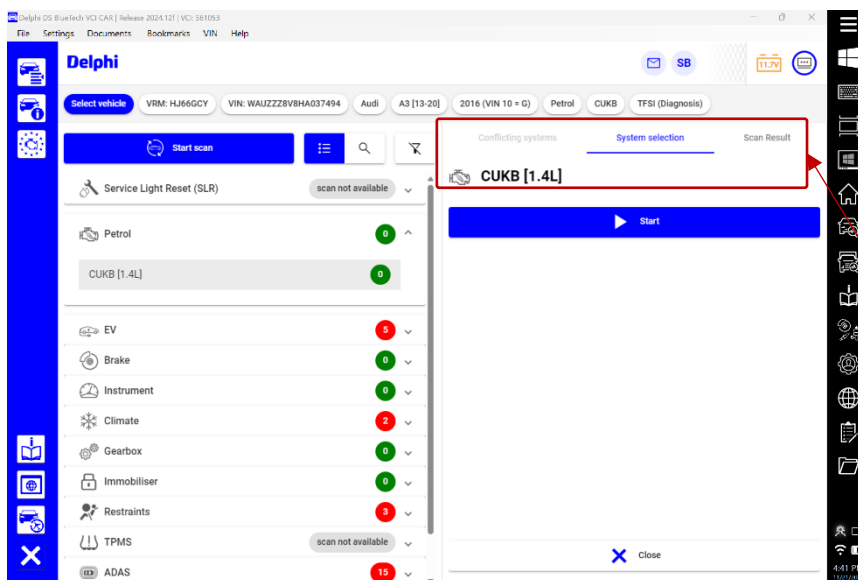 Delphi DS BlueTech VCI CAR | Release 2024.12f | VCI: 561053
File Settings Documents Bookmarks VIN Help
Delphi
SB
11.7V
Select vehicle VRM: HJ66GCY VIN: WAUZZZ8V8HA037494 Audi A3 [13-20] 2016 (VIN 10 = G) Petrol CUKB TFSI (Diagnosis)
Start scan
Conflicting systems System selection Scan Result
CUKB [1.4L]
Start
Service Light Reset (SLR) scan not available
Petrol 0
CUKB [1.4L] 0
EV 5
Brake 0
Instrument 0
Climate 2
Gearbox 0
Immobiliser 0
Restraints 3
TPMS scan not available
ADAS 15
Close
4:41 P